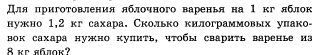 Для приготовления яблочного варенья на 1 кг яблок
нужно 1,2 кг сахара. Сколько килограммовых упако-
вок сахара нужно купить, чтобы сварить варенье из
8 кг яблок?